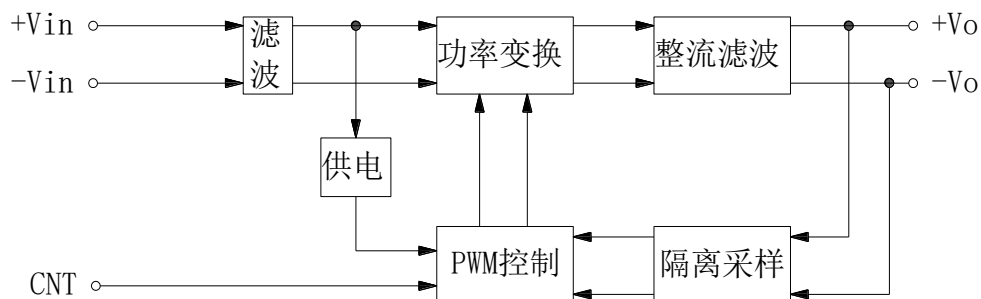 +Vin
滤波
功率变换
整流滤波
+Vo
-Vin
-Vo
供电
PWM控制
隔离采样
CNT